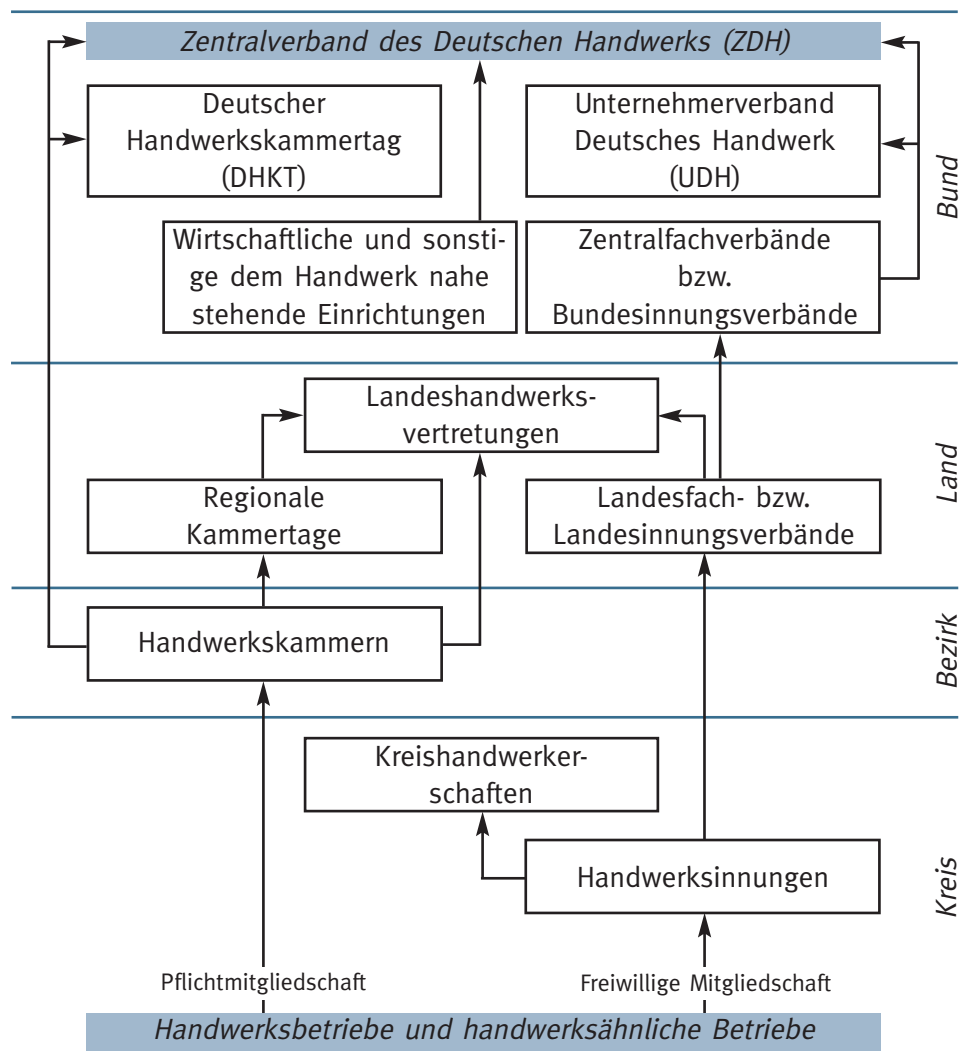 Zentralverband des Deutschen Handwerks (ZDH)
Deutscher
Handwerkskammertag
(DHKT)
Unternehmerverband
Deutsches Handwerk
(UDH)
Bund
Wirtschaftliche und sonsti-
ge dem Handwerk nahe
stehende Einrichtungen
Zentralfachverbände
bzw.
Bundesinnungsverbände
Landeshandwerks-
vertretungen
Land
Regionale
Kammertage
Landesfach- bzw.
Landesinnungsverbände
Handwerkskammern
Bezirk
Kreishandwerker-
schaften
Handwerksinnungen
Kreis
Pflichtmitgliedschaft
Freiwillige Mitgliedschaft
Handwerksbetriebe und handwerksähnliche Betriebe